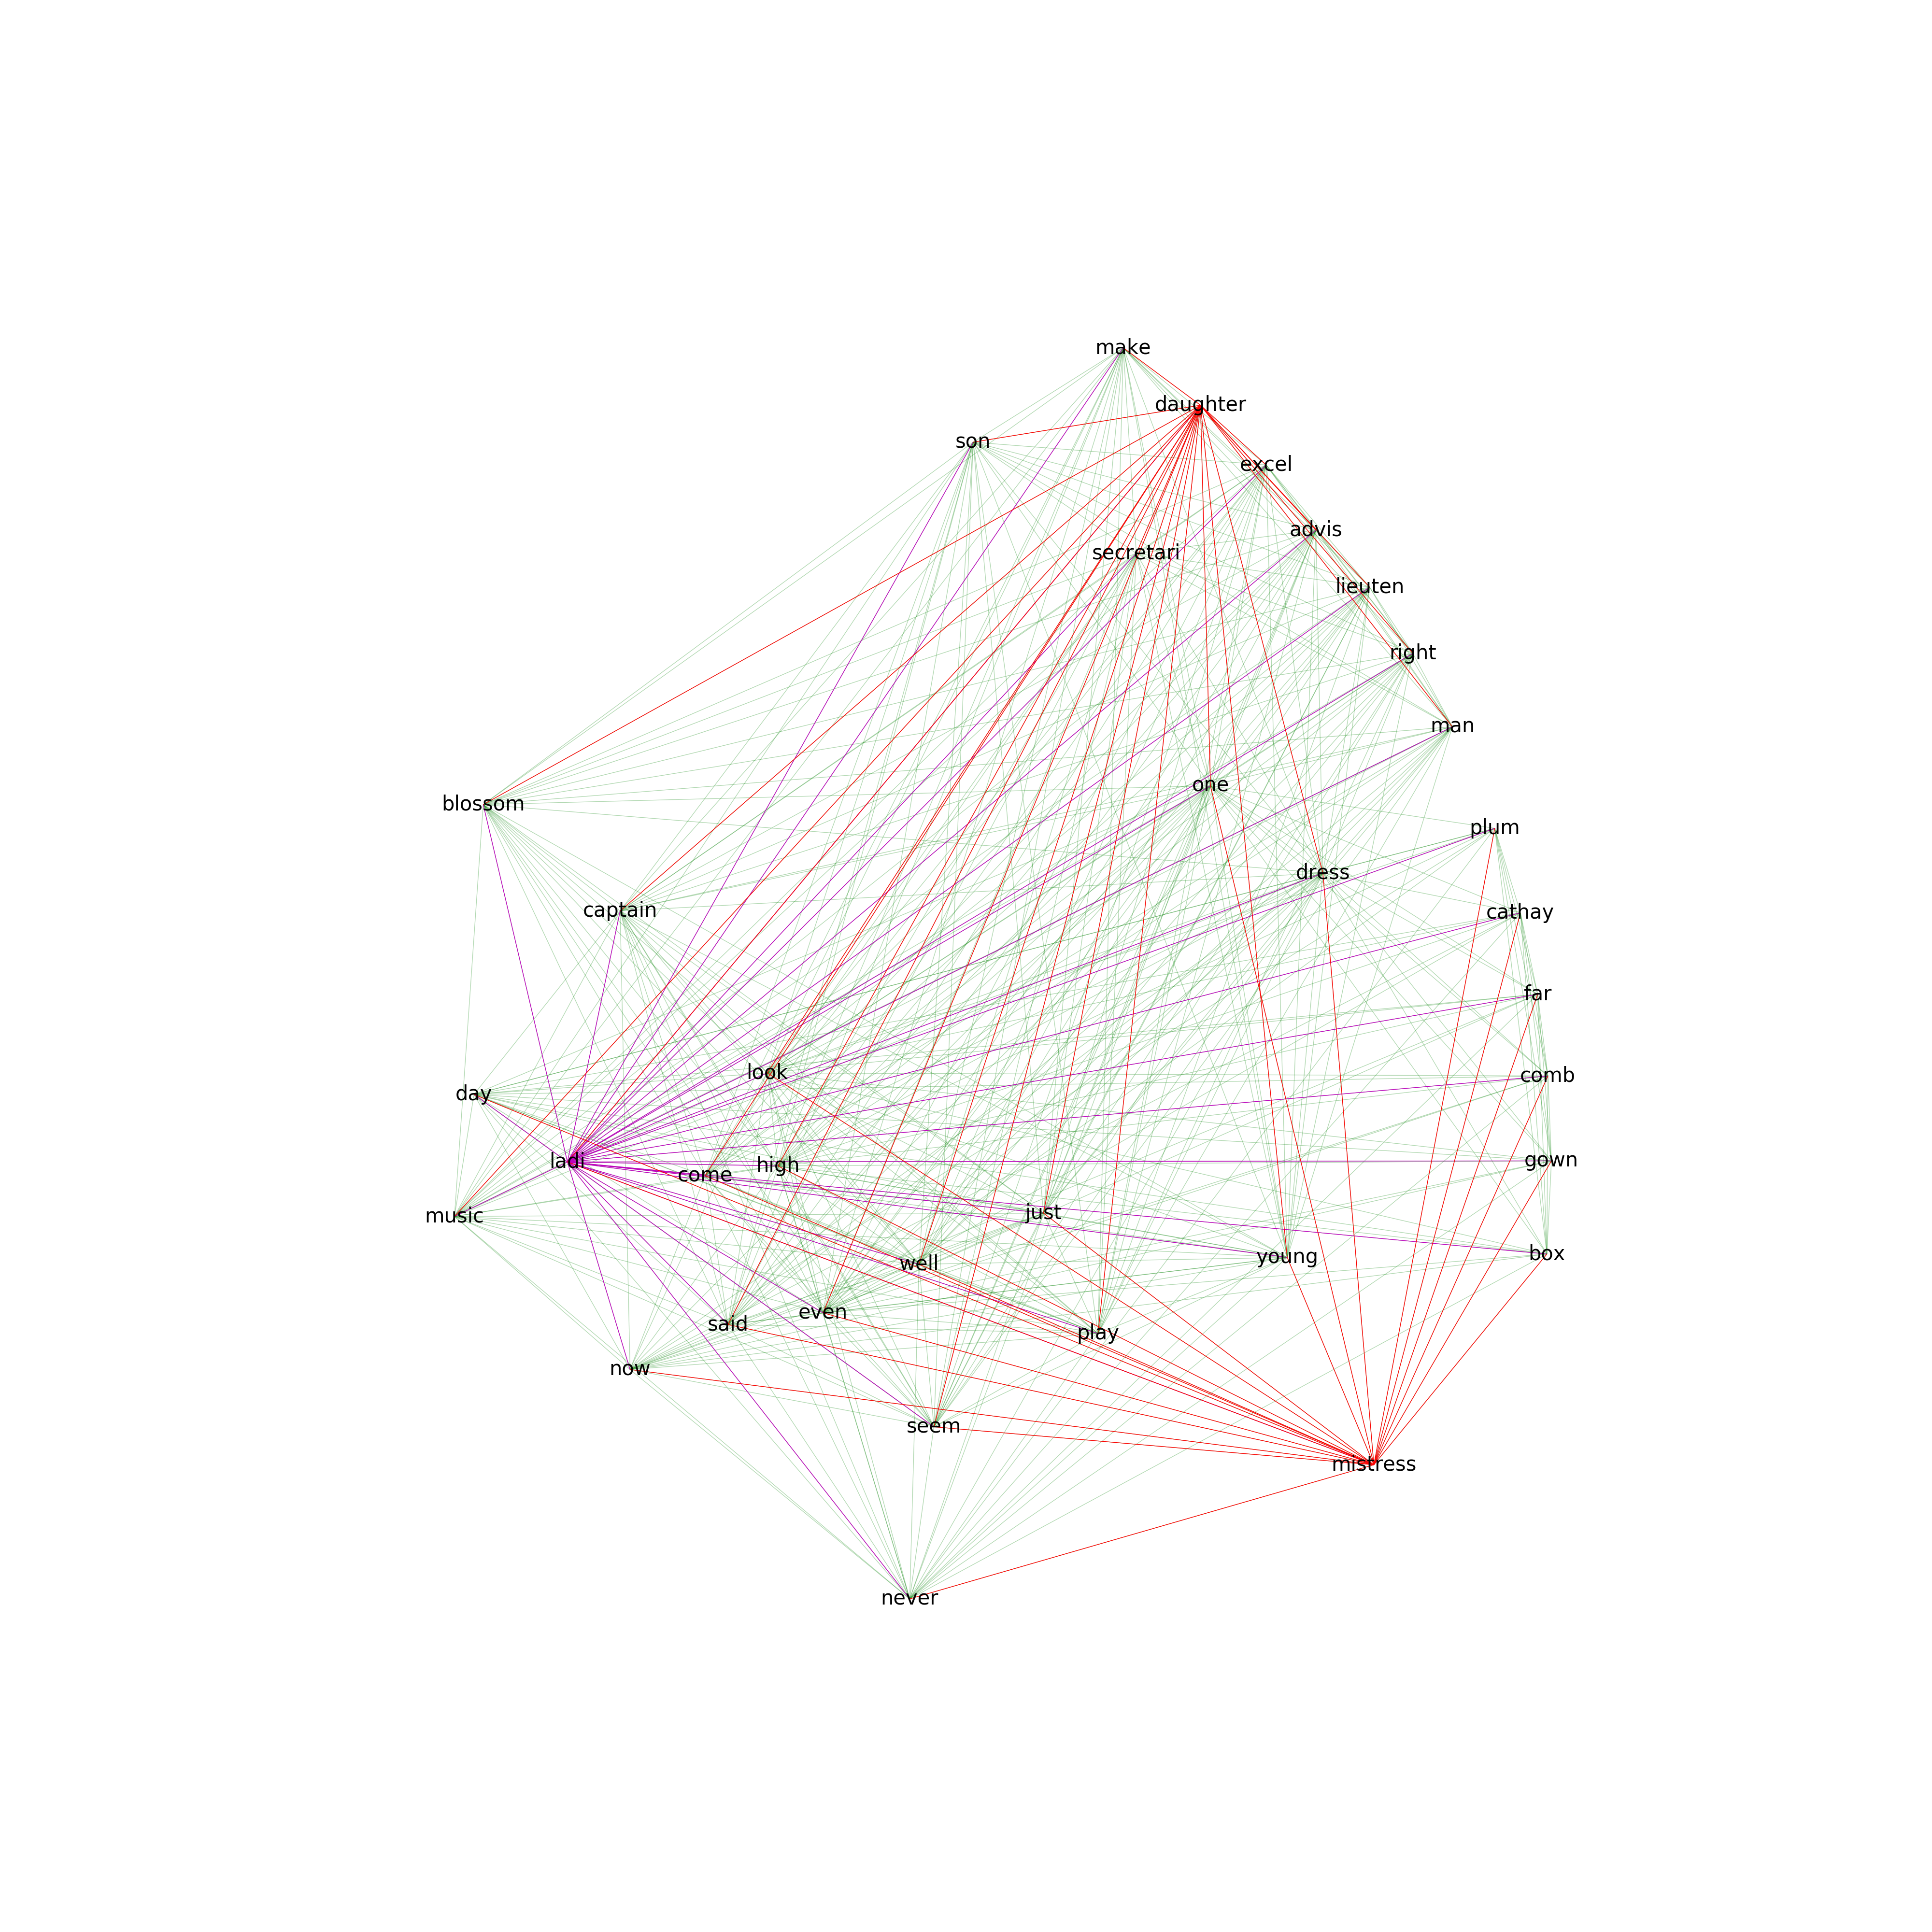 make
daughter
son
excel
advis
secretari
lieuten
right
man
one
blossom
plum
dress
captain
cathay
far
look
comb
day
ladi
high
gown
come
just
music
box
young
well
even
said
play
now
seem
mistress
never